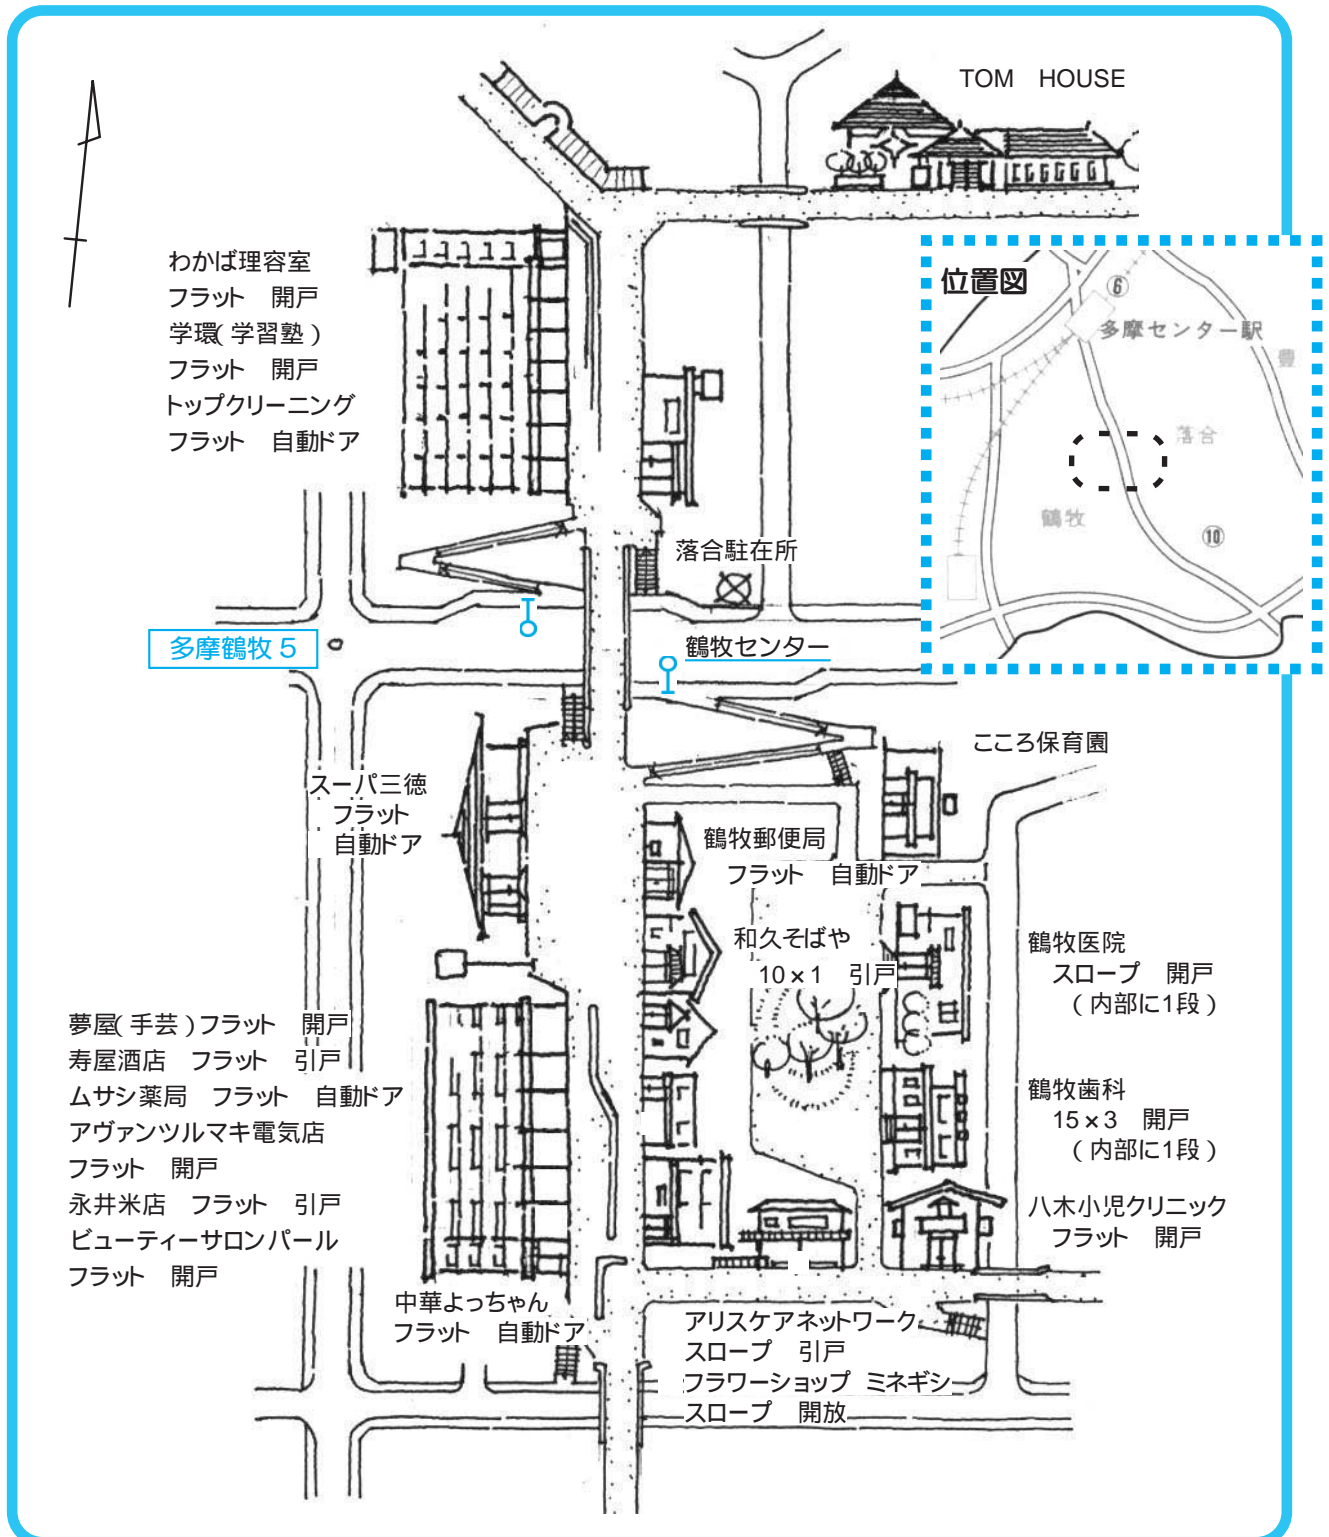 TOM HOUSE
わかば理容室
フラット 開戸
学環(学習塾)
フラット 開戸
トップクリーニング
フラット 自動ドア
位置図
⑥
多摩センター駅
豊
落合
鶴牧
⑩
落合駐在所
多摩鶴牧5
鶴牧センター
こころ保育園
スーパ三徳
フラット
自動ドア
鶴牧郵便局
フラット 自動ドア
和久そばや
10×1 引戸
鶴牧医院
スロープ 開戸
(内部に1段)
夢屋(手芸)フラット 開戸
寿屋酒店 フラット 引戸
ムサシ薬局 フラット 自動ドア
アヴァンツルマキ電気店
フラット 開戸
永井米店 フラット 引戸
ビューティーサロンパール
フラット 開戸
鶴牧歯科
15×3 開戸
(内部に1段)
八木小児クリニック
フラット 開戸
中華よっちゃん
フラット 自動ドア
アリスケアネットワーク
スロープ 引戸
フラワーショップ ミネギシ
スロープ 開放